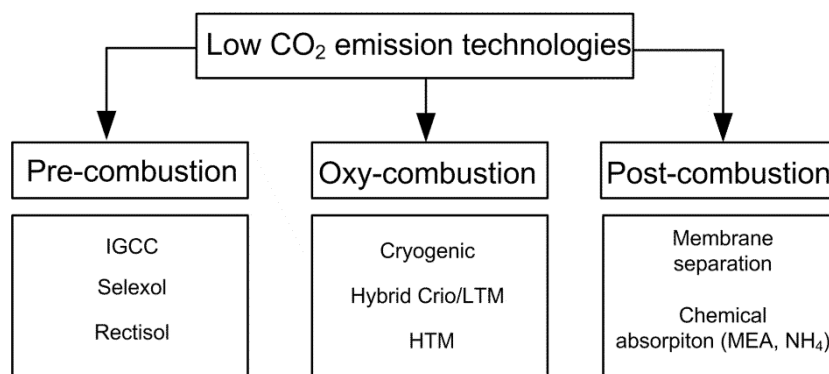 Low CO₂ emission technologies
Pre-combustion
Oxy-combustion
Post-combustion
IGCC
Selexol
Rectisol
Cryogenic
Hybrid Crio/LTM
HTM
Membrane
separation
Chemical
absorpiton (MEA, NH₄)